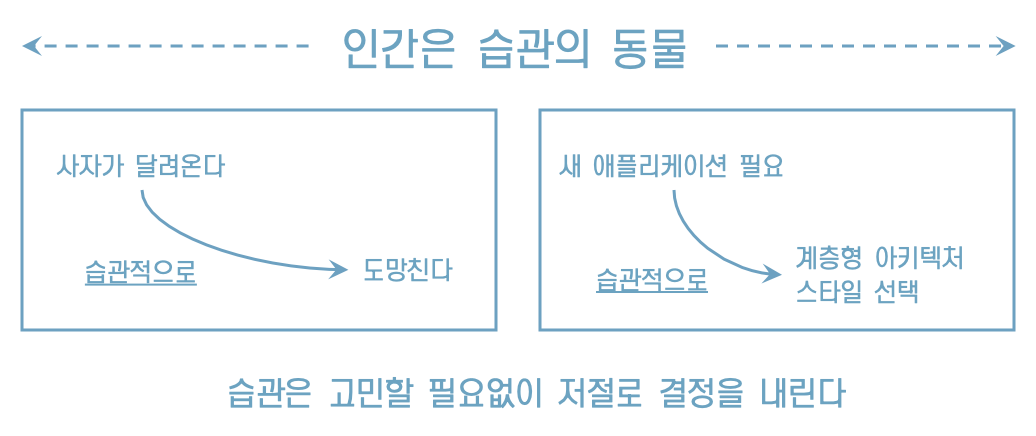 인간은 습관의 동물
사자가 달려온다
습관적으로
도망친다
새 애플리케이션 필요
습관적으로
계층형 아키텍처
스타일 선택
습관은 고민할 필요없이 저절로 결정을 내린다